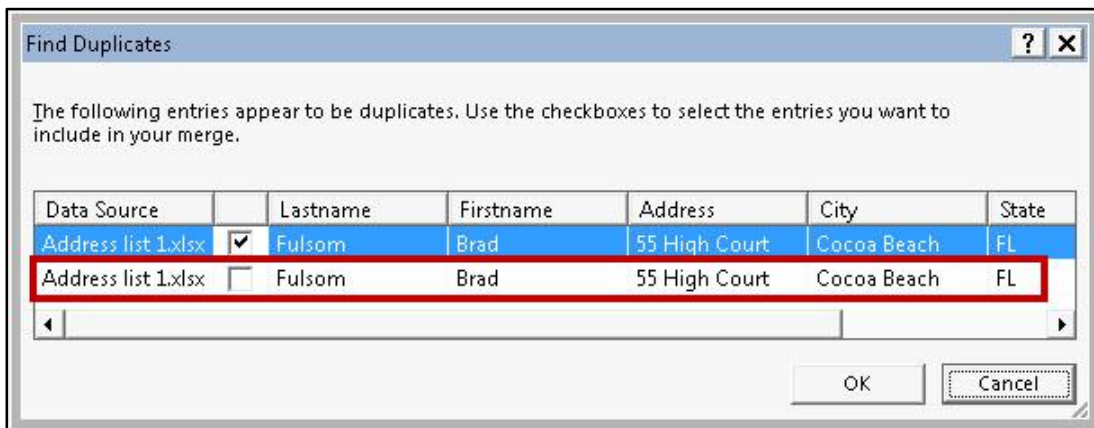 Find Duplicates ?
The following entries appear to be duplicates. Use the checkboxes to select the entries you want to
include in your merge.
Data Source Lastname Firstname Address City State
Address list 1.xlsx Fulsom Brad 55 High Court Cocoa Beach FL
Address list 1.xlsx Fulsom Brad 55 High Court Cocoa Beach FL
OK Cancel